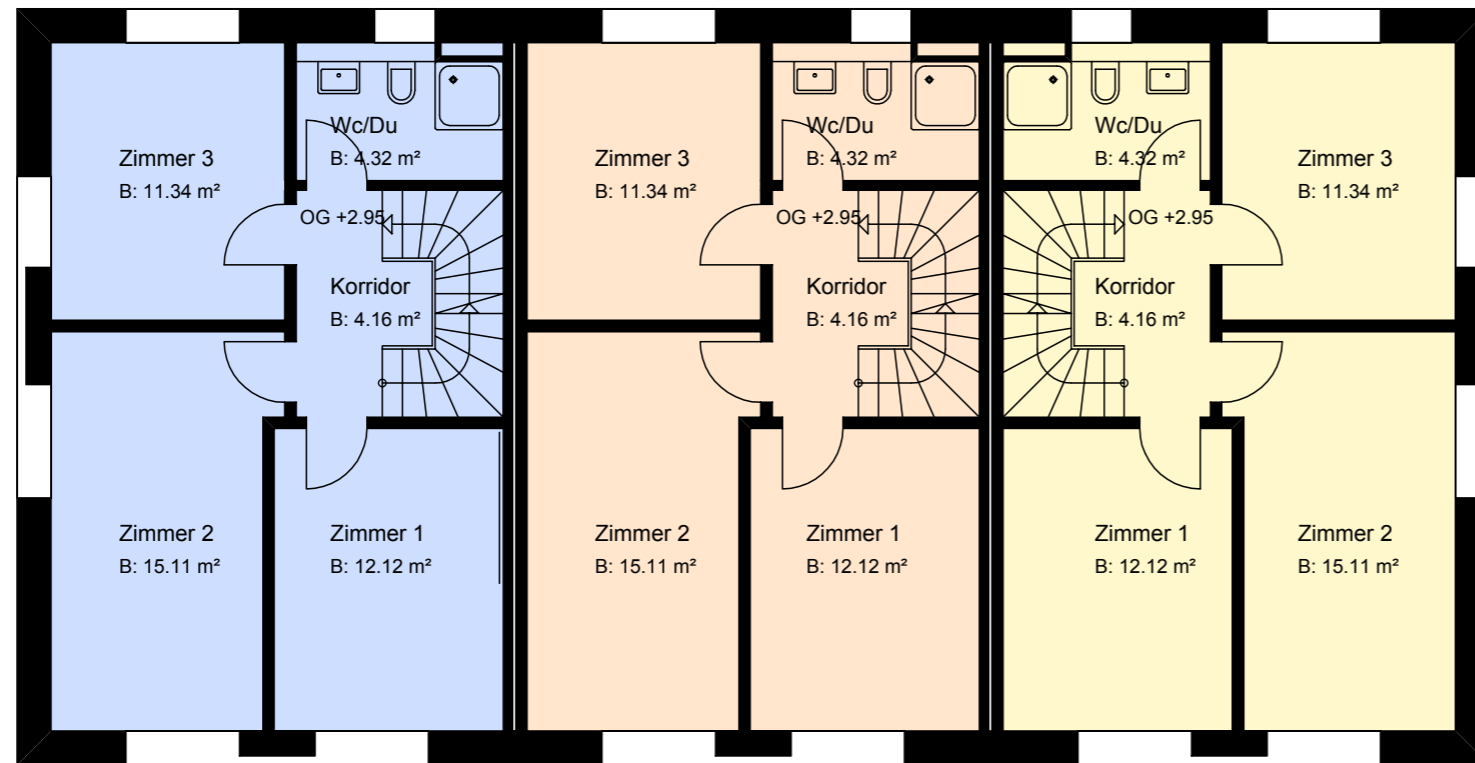 Wc/Du
B: 4.32 m²
Zimmer 3
B: 11.34 m²
OG +2.95
Korridor
B: 4.16 m²
Zimmer 2
B: 15.11 m²
Zimmer 1
B: 12.12 m²
Wc/Du
B: 4.32 m²
Zimmer 3
B: 11.34 m²
OG +2.95
Korridor
B: 4.16 m²
Zimmer 2
B: 15.11 m²
Zimmer 1
B: 12.12 m²
Wc/Du
B: 4.32 m²
Zimmer 3
B: 11.34 m²
OG +2.95
Korridor
B: 4.16 m²
Zimmer 1
B: 12.12 m²
Zimmer 2
B: 15.11 m²